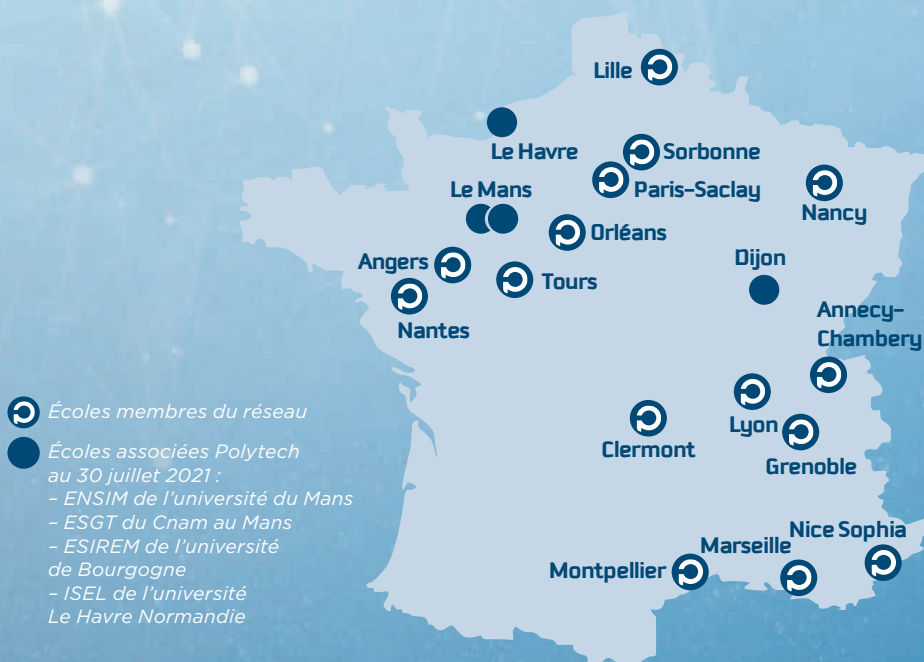 Lille
Le Havre
Sorbonne
Le Mans
Paris-Saclay
Nancy
Orléans
Angers
Dijon
Tours
Nantes
Annecy-
Chambery
Lyon
Clermont
Grenoble
Nice Sophia
Marseille
Montpellier
Écoles membres du réseau
Écoles associées Polytech
au 30 juillet 2021 :
– ENSIM de l’université du Mans
– ESGT du Cnam au Mans
– ESIREM de l’université
de Bourgogne
– ISEL de l’université
Le Havre Normandie